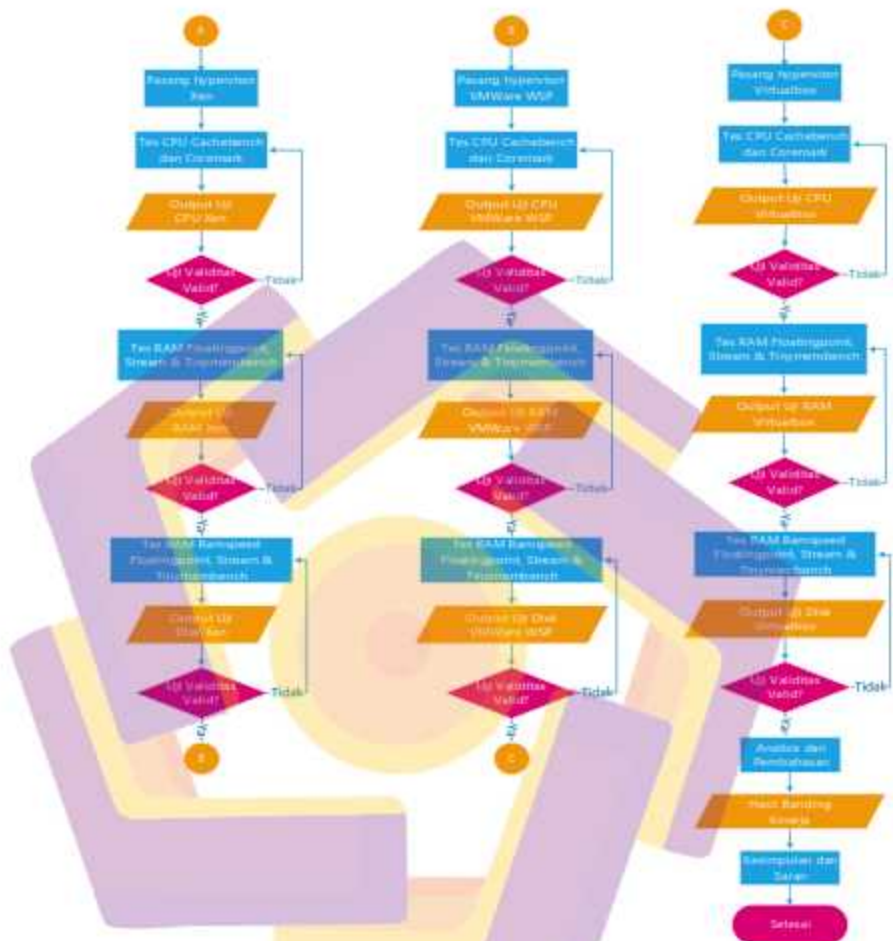 A
Pasang hypervisor
Xen
Tes CPU Cachebench
dan Coremark
Output Uji
CPU Xen
Uji Validitas
Valid?
Tidak
Ya
Tes RAM Floatingpoint,
Stream & Tinymembench
Output Uji
RAM Xen
Uji Validitas
Valid?
Tidak
Ya
Tes RAM Ramspeed
Floatingpoint, Stream &
Tinymembench
Output Uji
Disk Xen
Uji Validitas
Valid?
Tidak
Ya
B
B
Pasang hypervisor
VMWare WSP
Tes CPU Cachebench
dan Coremark
Output Uji CPU
VMWare WSP
Uji Validitas
Valid?
Tidak
Ya
Tes RAM Floatingpoint,
Stream & Tinymembench
Output Uji RAM
VMWare WSP
Uji Validitas
Valid?
Tidak
Ya
Tes RAM Ramspeed
Floatingpoint, Stream &
Tinymembench
Output Uji Disk
VMWare WSP
Uji Validitas
Valid?
Tidak
Ya
C
C
Pasang hypervisor
Virtualbox
Tes CPU Cachebench
dan Coremark
Output Uji CPU
Virtualbox
Uji Validitas
Valid?
Tidak
Ya
Tes RAM Floatingpoint,
Stream & Tinymembench
Output Uji RAM
Virtualbox
Uji Validitas
Valid?
Tidak
Ya
Tes RAM Ramspeed
Floatingpoint, Stream &
Tinymembench
Output Uji Disk
Virtualbox
Uji Validitas
Valid?
Tidak
Ya
Analisis dan
Pembahasan
Hasil Banding
Kinerja
Kesimpulan dan
Saran
Selesai